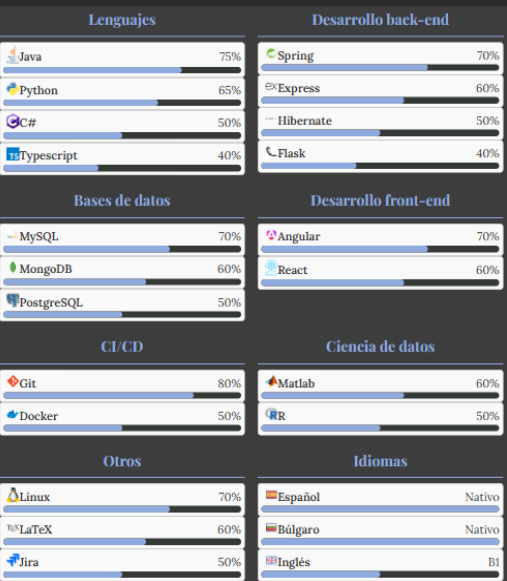 Lenguajes
Java 75%
Python 65%
C# 50%
TS Typescript 40%
Desarrollo back-end
Spring 70%
ex Express 60%
Hibernate 50%
Flask 40%
Bases de datos
MySQL 70%
MongoDB 60%
PostgreSQL 50%
Desarrollo front-end
Angular 70%
React 60%
CI/CD
Git 80%
Docker 50%
Ciencia de datos
Matlab 60%
R R 50%
Otros
Linux 70%
TeX LaTeX 60%
Jira 50%
Idiomas
Español Nativo
Búlgaro Nativo
Inglés B1